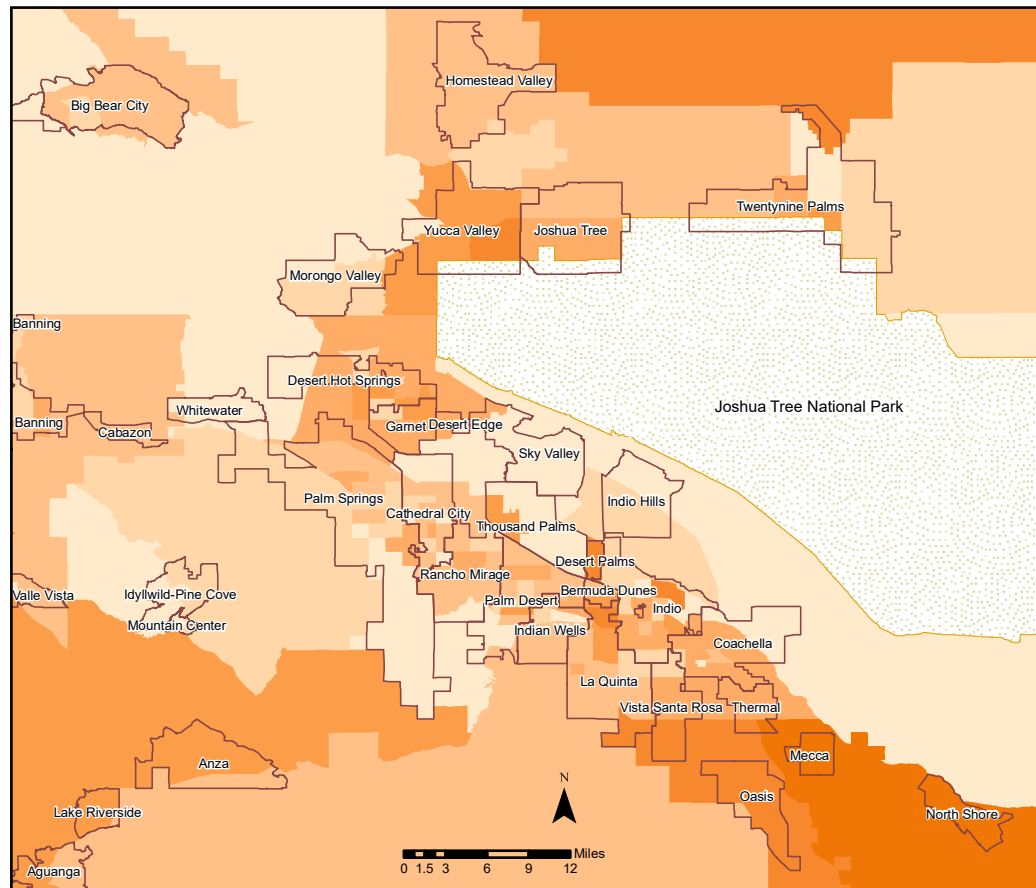 Homestead Valley
Big Bear City
Twentynine Palms
Yucca Valley
Joshua Tree
Morongo Valley
Banning
Desert Hot Springs
Joshua Tree National Park
Whitewater
Banning
Cabazon
Garnet
Desert Edge
Sky Valley
Palm Springs
Indio Hills
Cathedral City
Thousand Palms
Desert Palms
Rancho Mirage
Valle Vista
Idyllwild-Pine Cove
Bermuda Dunes
Palm Desert
Indio
Mountain Center
Indian Wells
Coachella
La Quinta
Vista Santa Rosa
Thermal
Mecca
Anza
Oasis
Lake Riverside
North Shore
N
Miles
0 1.5 3 6 9 12
Aguanga